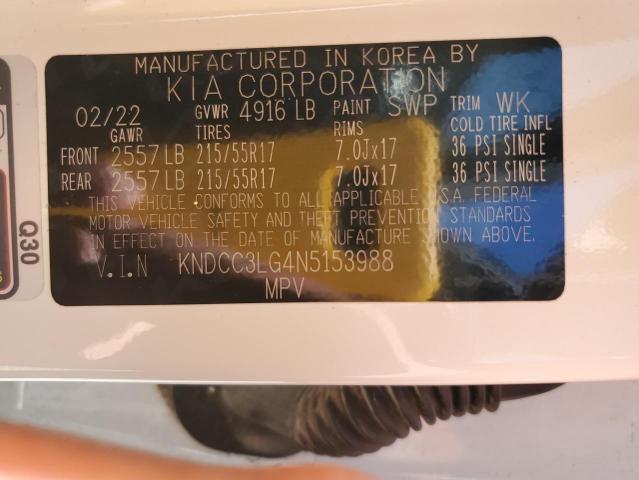 MANUFACTURED IN KOREA BY
KIA CORPORATION
02/22 GVWR 4916 LB PAINT SWP TRIM WK
GAWR TIRES RIMS COLD TIRE INFL
FRONT 2557 LB 215/55R17 7.0Jx17 36 PSI SINGLE
REAR 2557 LB 215/55R17 7.0Jx17 36 PSI SINGLE
THIS VEHICLE CONFORMS TO ALL APPLICABLE U.S.A. FEDERAL
MOTOR VEHICLE SAFETY AND THEFT PREVENTION STANDARDS
IN EFFECT ON THE DATE OF MANUFACTURE SHOWN ABOVE.
V.I.N KNDCC3LG4N5153988
MPV
Q30